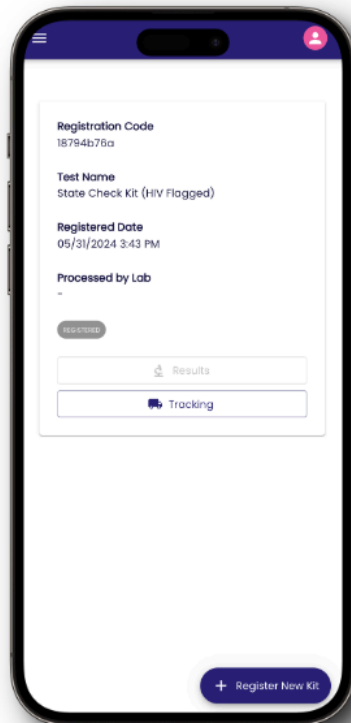 Registration Code
18794b76a
Test Name
State Check Kit (HIV Flagged)
Registered Date
05/31/2024 3:43 PM
Processed by Lab
-
REGISTERED
Results
Tracking
+ Register New Kit